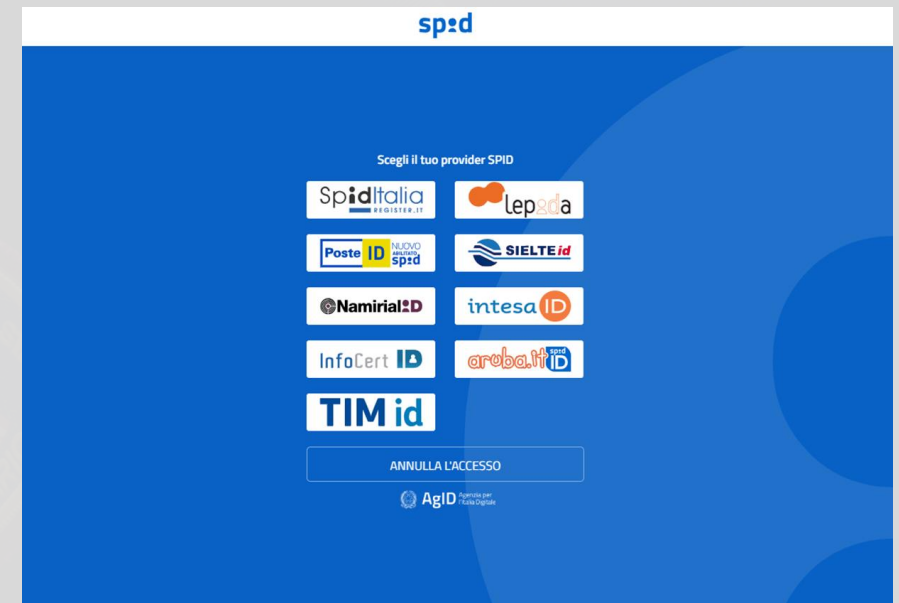 spid
Scegli il tuo provider SPID
SpidItalia
REGISTER.IT
Lepida
Poste ID NUOVO
ABILITATO
spid
SIELTE id
Namirial ID
intesa ID
InfoCert ID
aruba.it spid
ID
TIM id
ANNULLA L'ACCESSO
AgID Agenzia per
l'Italia Digitale